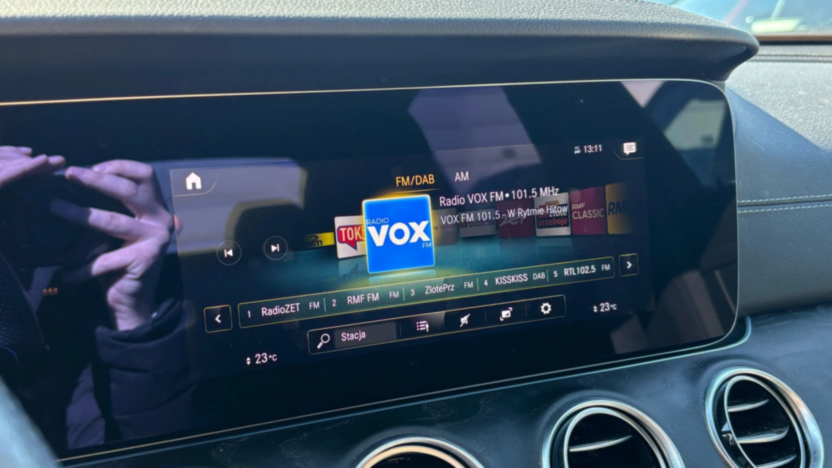 13:11
FM/DAB AM
Radio VOX FM • 101.5 MHz
VOX FM 101.5 - W Rytmie Hitow
TOK
RADIO
VOX
FM
RMF
CLASSIC
RM
1 RadioZET FM 2 RMF FM FM 3 ZlotePrz FM 4 KISSKISS DAB 5 RTL102.5 FM
Stacja
23°C
23°C